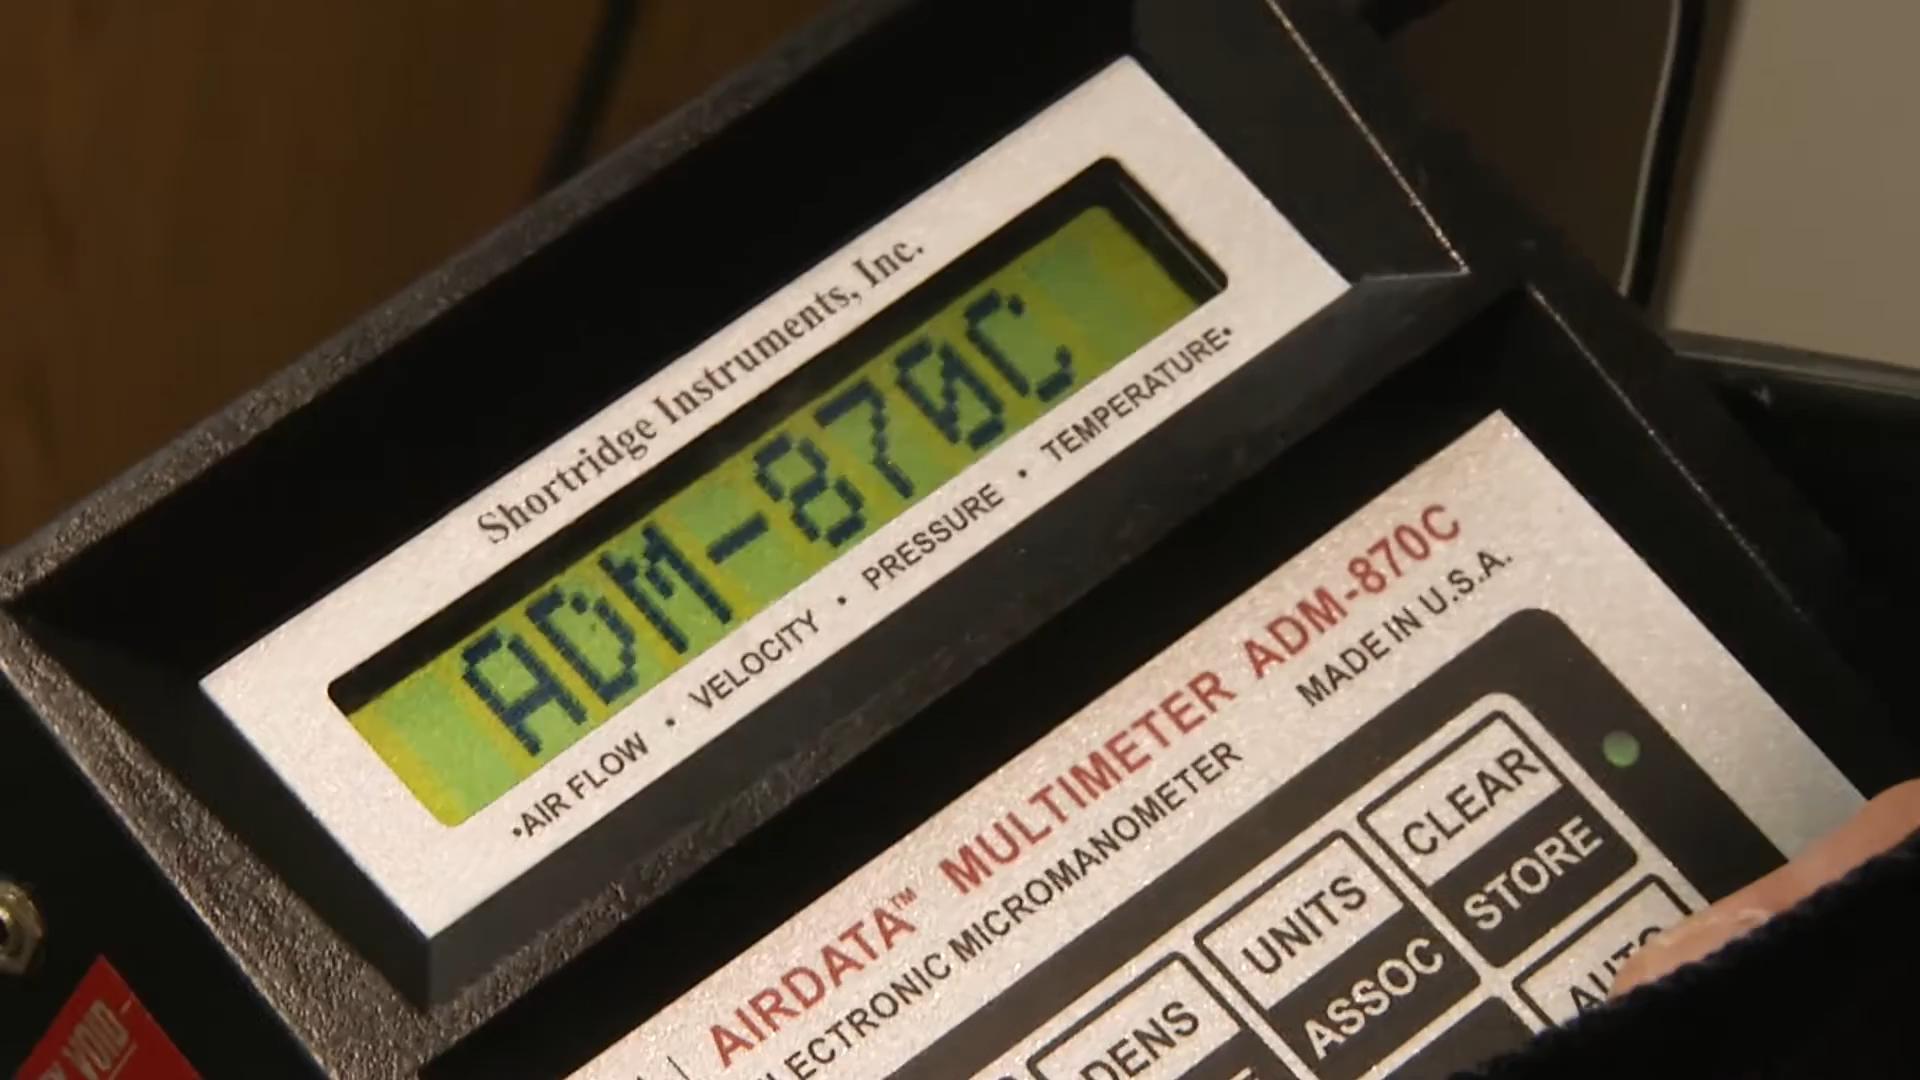 Shortridge Instruments, Inc.
ADM-870C
•AIR FLOW • VELOCITY • PRESSURE • TEMPERATURE•
AIRDATA™ MULTIMETER ADM-870C
MADE IN U.S.A.
ELECTRONIC MICROMANOMETER
CLEAR
STORE
UNITS
ASSOC
DENS
AUTO
VOID